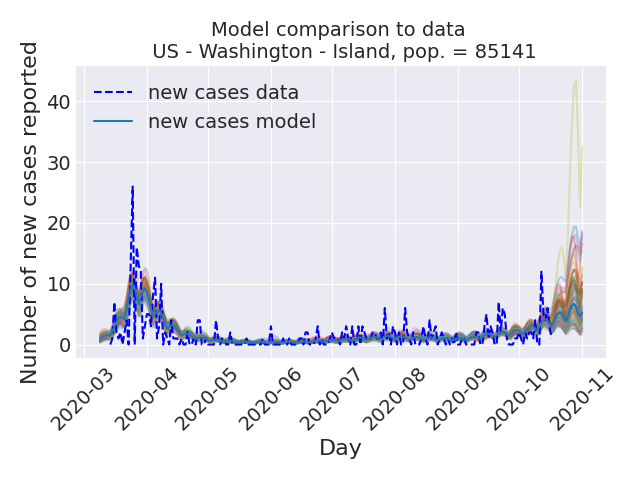 Model comparison to data
US - Washington - Island, pop. = 85141
Number of new cases reported
40
30
20
10
0
new cases data
new cases model
2020-03
2020-04
2020-05
2020-06
2020-07
2020-08
2020-09
2020-10
2020-11
Day